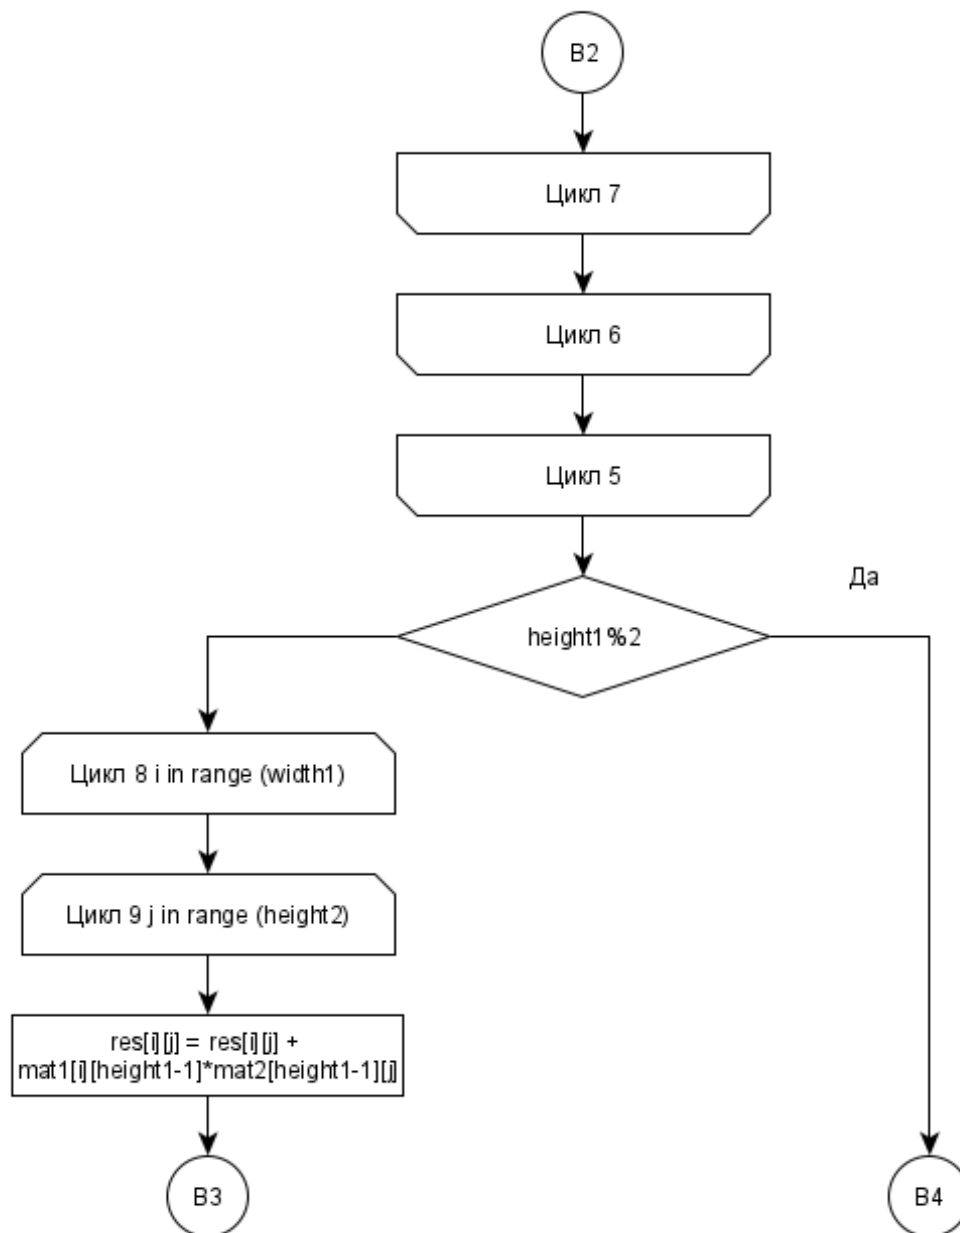 B2
Цикл 7
Цикл 6
Цикл 5
Да
height1%2
Цикл 8 i in range (width1)
Цикл 9 j in range (height2)
res[i][j] = res[i][j] +
mat1[i][height1-1]*mat2[height1-1][j]
B3
B4